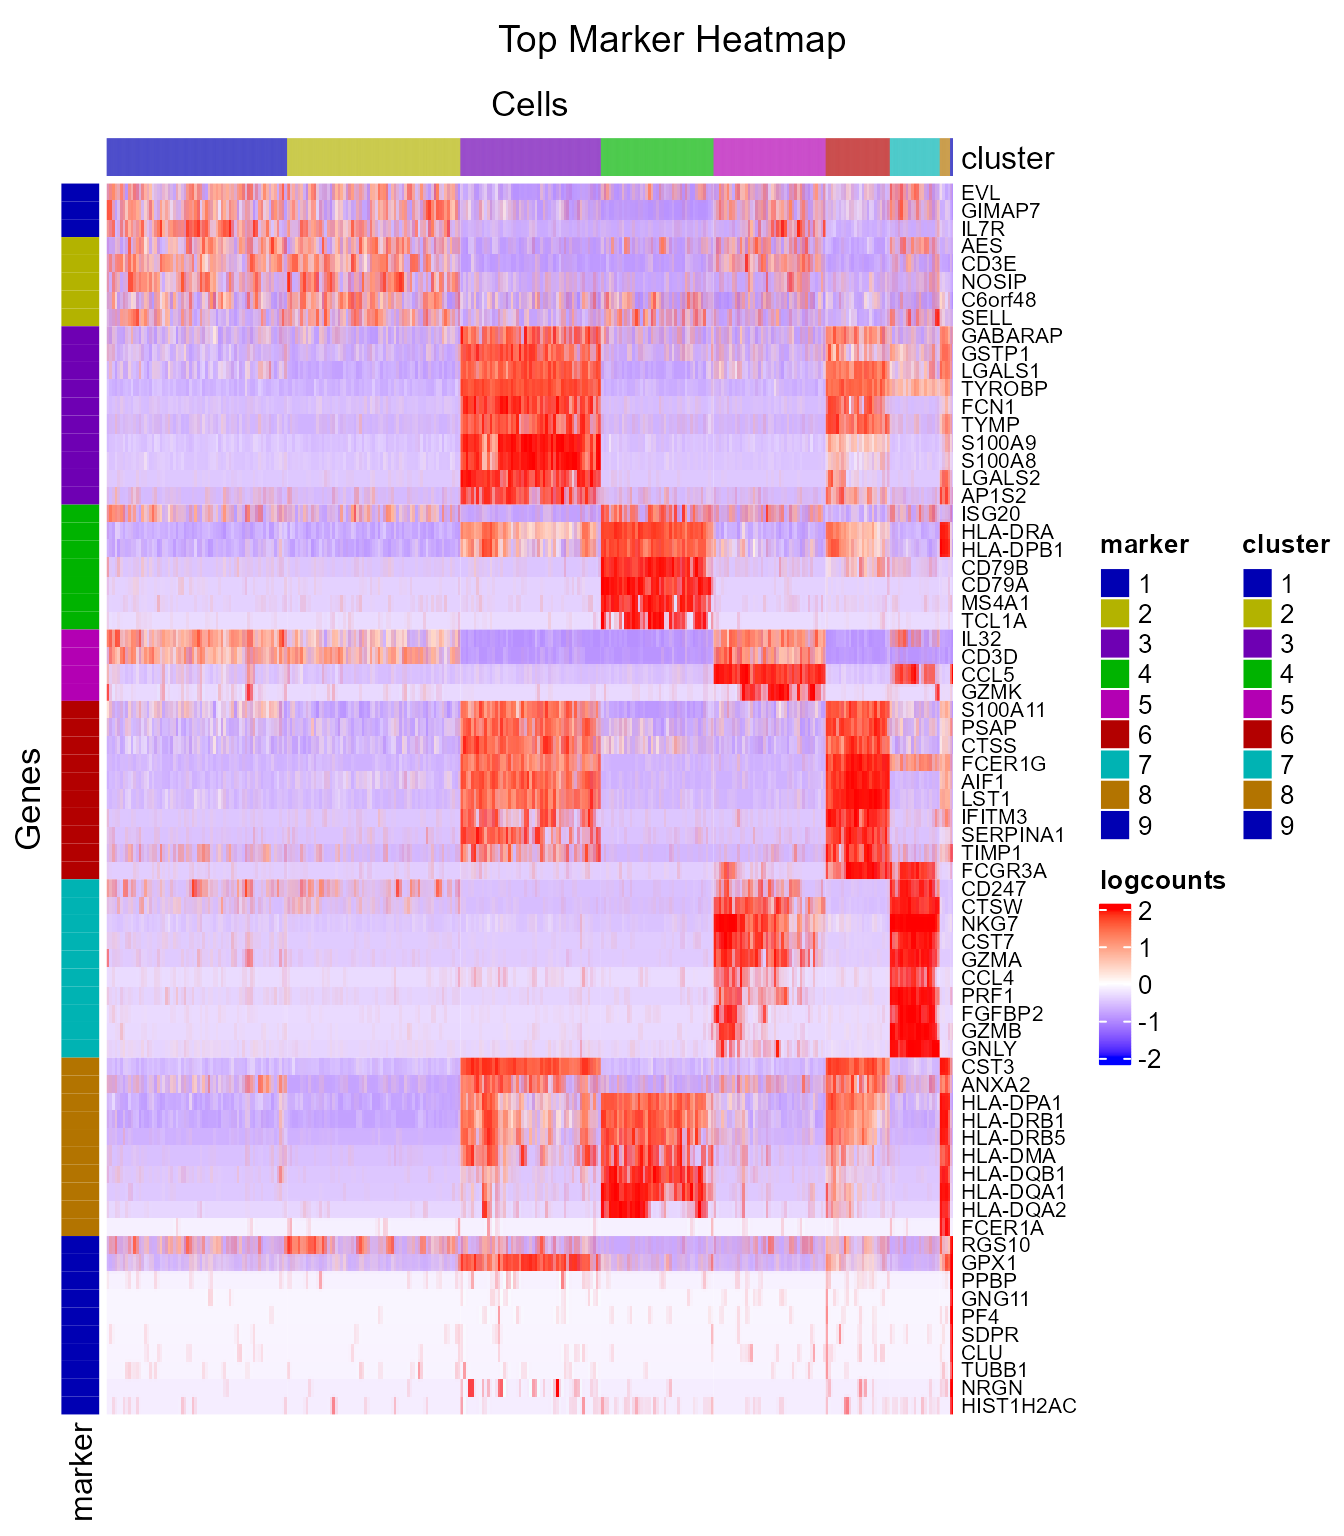 Top Marker Heatmap
Cells
cluster
EVL
GIMAP7
IL7R
AES
CD3E
NOSIP
C6orf48
SELL
GABARAP
GSTP1
LGALS1
TYROBP
FCN1
TYMP
S100A9
S100A8
LGALS2
AP1S2
ISG20
HLA-DRA
HLA-DPB1
CD79B
CD79A
MS4A1
TCL1A
IL32
CD3D
CCL5
GZMK
S100A11
PSAP
CTSS
FCER1G
AIF1
LST1
IFITM3
SERPINA1
TIMP1
FCGR3A
CD247
CTSW
NKG7
CST7
GZMA
CCL4
PRF1
FGFBP2
GZMB
GNLY
CST3
ANXA2
HLA-DPA1
HLA-DRB1
HLA-DRB5
HLA-DMA
HLA-DQB1
HLA-DQA1
HLA-DQA2
FCER1A
RGS10
GPX1
PPBP
GNG11
PF4
SDPR
CLU
TUBB1
NRGN
HIST1H2AC
Genes
marker
marker
1
2
3
4
5
6
7
8
9
cluster
1
2
3
4
5
6
7
8
9
logcounts
2
1
0
-1
-2